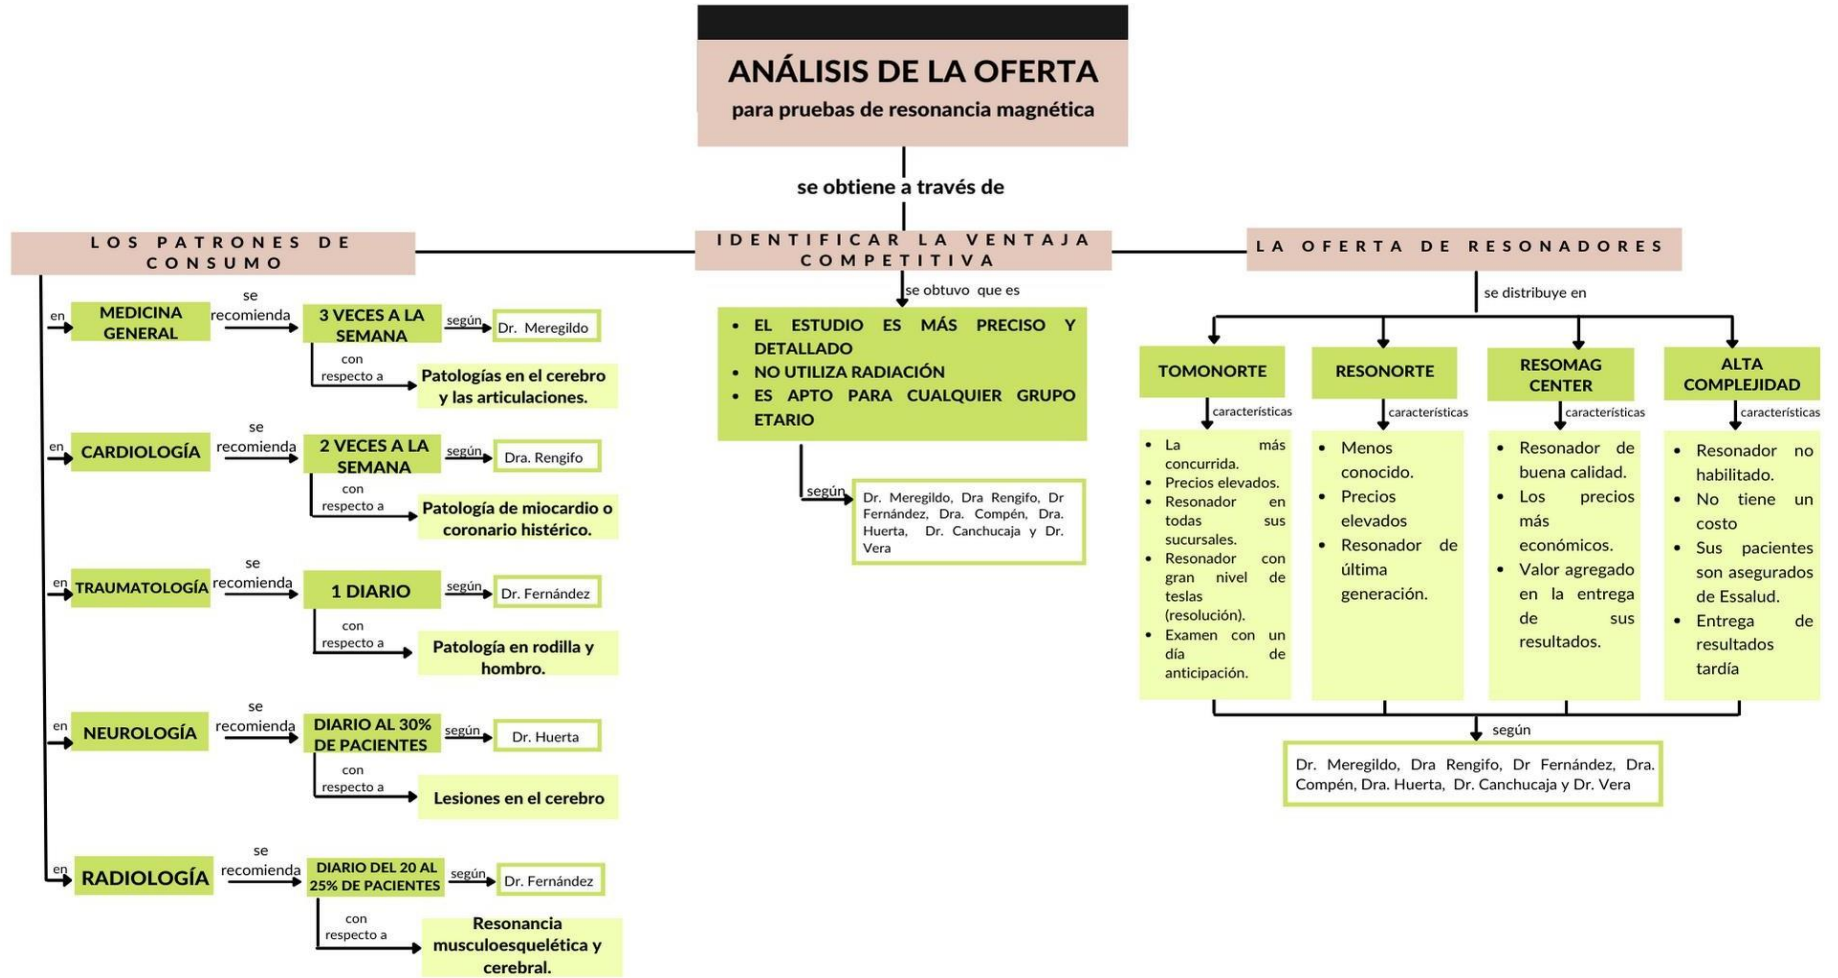 ANÁLISIS DE LA OFERTA
para pruebas de resonancia magnética
se obtiene a través de
LOS PATRONES DE
CONSUMO
en
MEDICINA
GENERAL
se
recomienda
3 VECES A LA
SEMANA
según
Dr. Meregildo
con
respecto a
Patologías en el cerebro
y las articulaciones.
en
CARDIOLOGÍA
se
recomienda
2 VECES A LA
SEMANA
según
Dra. Rengifo
con
respecto a
Patología de miocardio o
coronario histérico.
en
TRAUMATOLOGÍA
se
recomienda
1 DIARIO
según
Dr. Fernández
con
respecto a
Patología en rodilla y
hombro.
en
NEUROLOGÍA
se
recomienda
DIARIO AL 30%
DE PACIENTES
según
Dr. Huerta
con
respecto a
Lesiones en el cerebro
en
RADIOLOGÍA
se
recomienda
DIARIO DEL 20 AL
25% DE PACIENTES
según
Dr. Fernández
con
respecto a
Resonancia
musculoesquelética y
cerebral.
IDENTIFICAR LA VENTAJA
COMPETITIVA
se obtuvo que es
• EL ESTUDIO ES MÁS PRECISO Y
DETALLADO
• NO UTILIZA RADIACIÓN
• ES APTO PARA CUALQUIER GRUPO
ETARIO
según
Dr. Meregildo, Dra Rengifo, Dr
Fernández, Dra. Compén, Dra.
Huerta, Dr. Canchucaja y Dr.
Vera
LA OFERTA DE RESONADORES
se distribuye en
TOMONORTE
características
• La más
concurrida.
• Precios elevados.
• Resonador en
todas sus
sucursales.
• Resonador con
gran nivel de
teslas
(resolución).
• Examen con un
día de
anticipación.
RESONORTE
características
• Menos
conocido.
• Precios
elevados
• Resonador de
última
generación.
RESOMAG
CENTER
características
• Resonador de
buena calidad.
• Los precios
más
económicos.
• Valor agregado
en la entrega
de sus
resultados.
ALTA
COMPLEJIDAD
características
• Resonador no
habilitado.
• No tiene un
costo
• Sus pacientes
son asegurados
de Essalud.
• Entrega de
resultados
tardía
según
Dr. Meregildo, Dra Rengifo, Dr Fernández, Dra.
Compén, Dra. Huerta, Dr. Canchucaja y Dr. Vera